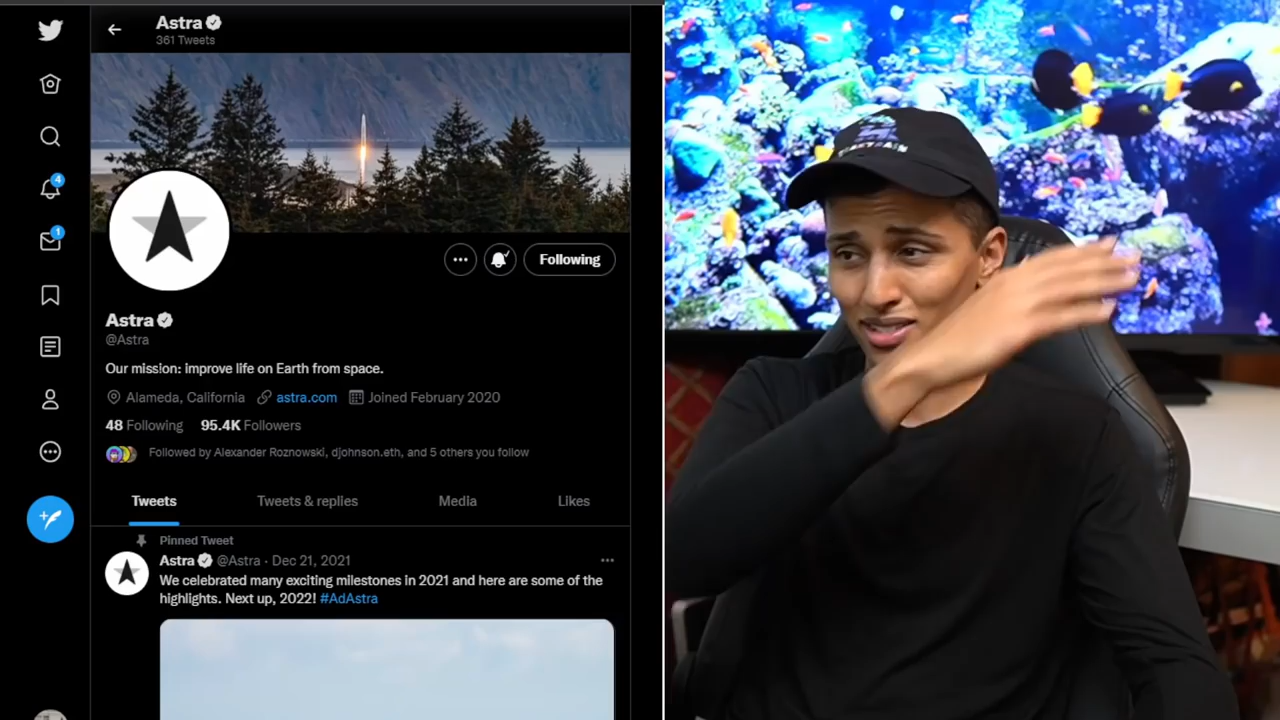 Astra
361 Tweets
4
1
Following
Astra
@Astra
Our mission: improve life on Earth from space.
Alameda, California astra.com Joined February 2020
48 Following 95.4K Followers
Followed by Alexander Roznowski, djohnson.eth, and 5 others you follow
Tweets Tweets & replies Media Likes
Pinned Tweet
Astra @Astra · Dec 21, 2021
We celebrated many exciting milestones in 2021 and here are some of the
highlights. Next up, 2022! #AdAstra